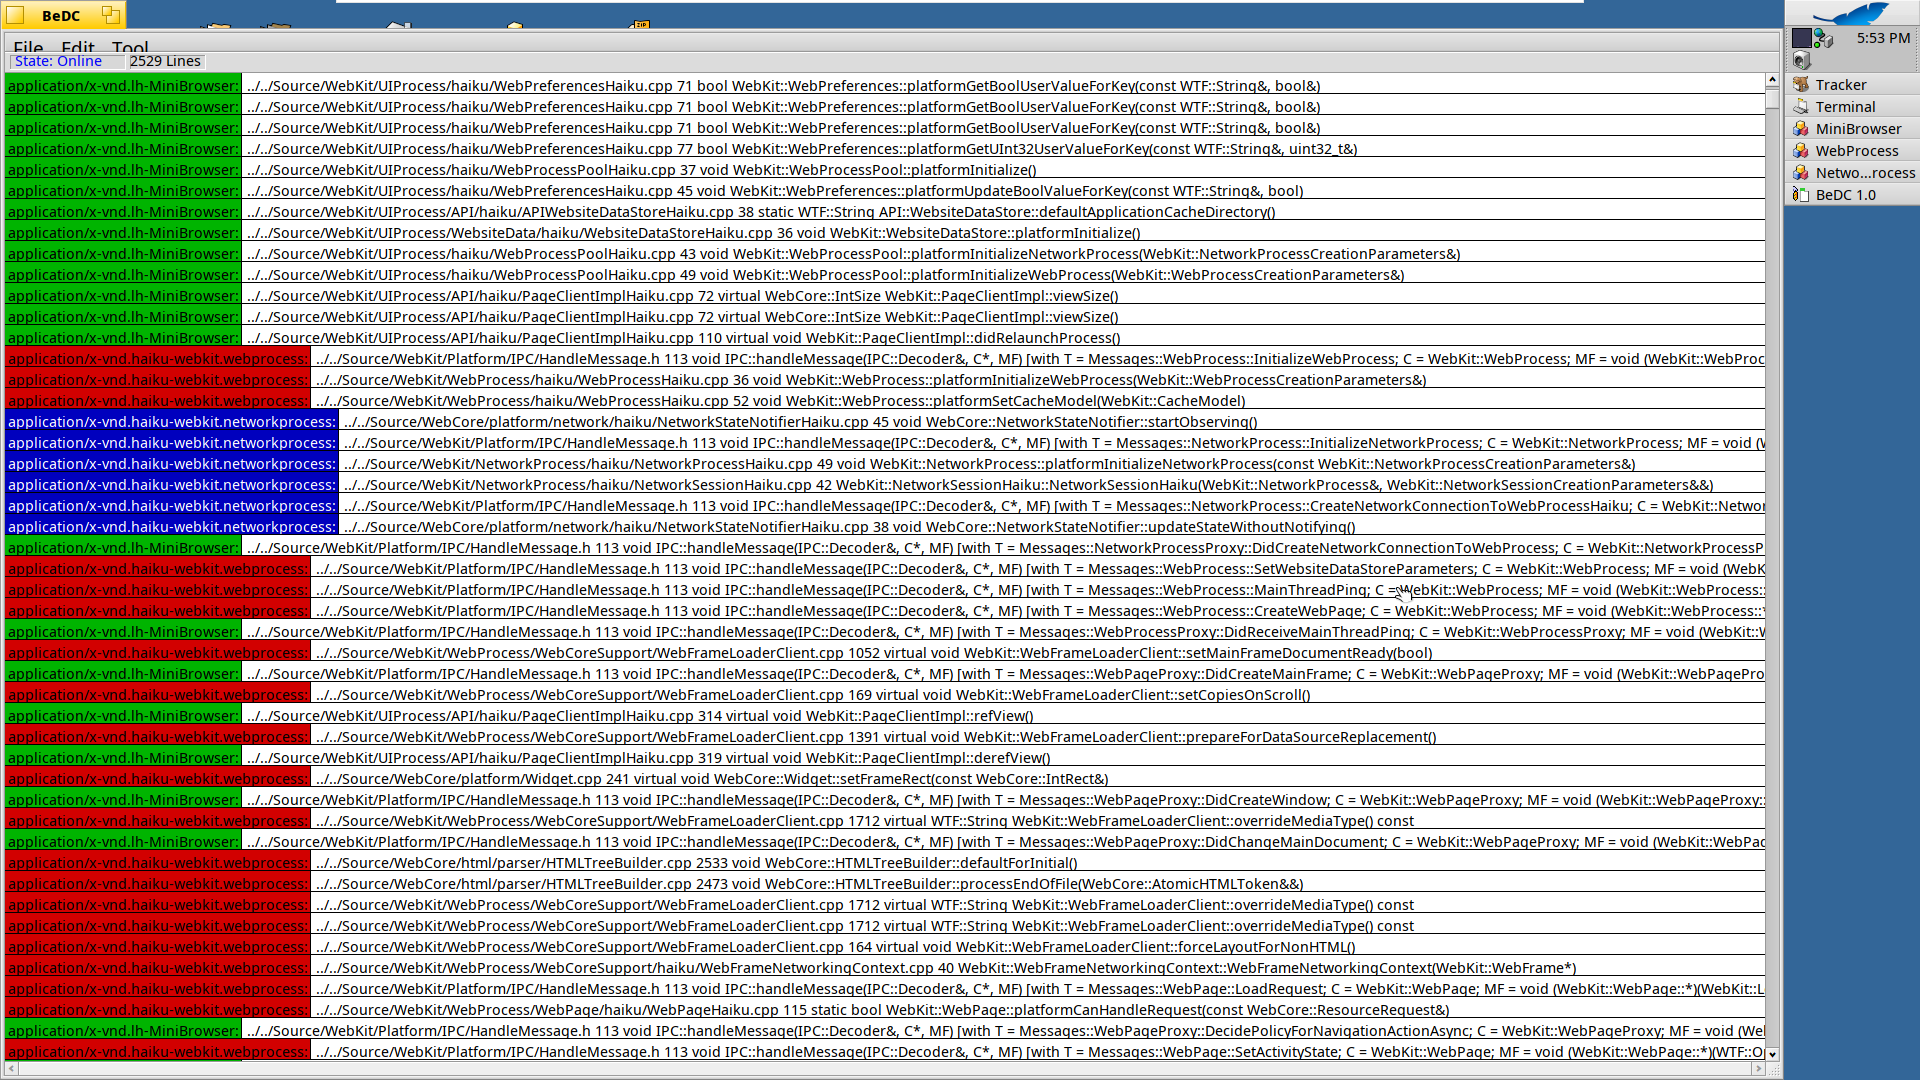 BeDC
File Edit Tool
State: Online 2529 Lines
application/x-vnd.lh-MiniBrowser: ../../Source/WebKit/UIProcess/haiku/WebPreferencesHaiku.cpp 71 bool WebKit::WebPreferences::platformGetBoolUserValueForKey(const WTF::String&, bool&)
application/x-vnd.lh-MiniBrowser: ../../Source/WebKit/UIProcess/haiku/WebPreferencesHaiku.cpp 71 bool WebKit::WebPreferences::platformGetBoolUserValueForKey(const WTF::String&, bool&)
application/x-vnd.lh-MiniBrowser: ../../Source/WebKit/UIProcess/haiku/WebPreferencesHaiku.cpp 71 bool WebKit::WebPreferences::platformGetBoolUserValueForKey(const WTF::String&, bool&)
application/x-vnd.lh-MiniBrowser: ../../Source/WebKit/UIProcess/haiku/WebPreferencesHaiku.cpp 77 bool WebKit::WebPreferences::platformGetUInt32UserValueForKey(const WTF::String&, uint32_t&)
application/x-vnd.lh-MiniBrowser: ../../Source/WebKit/UIProcess/haiku/WebProcessPoolHaiku.cpp 37 void WebKit::WebProcessPool::platformInitialize()
application/x-vnd.lh-MiniBrowser: ../../Source/WebKit/UIProcess/haiku/WebPreferencesHaiku.cpp 45 void WebKit::WebPreferences::platformUpdateBoolValueForKey(const WTF::String&, bool)
application/x-vnd.lh-MiniBrowser: ../../Source/WebKit/UIProcess/API/haiku/APIWebsiteDataStoreHaiku.cpp 38 static WTF::String API::WebsiteDataStore::defaultApplicationCacheDirectory()
application/x-vnd.lh-MiniBrowser: ../../Source/WebKit/UIProcess/WebsiteData/haiku/WebsiteDataStoreHaiku.cpp 36 void WebKit::WebsiteDataStore::platformInitialize()
application/x-vnd.lh-MiniBrowser: ../../Source/WebKit/UIProcess/haiku/WebProcessPoolHaiku.cpp 43 void WebKit::WebProcessPool::platformInitializeNetworkProcess(WebKit::NetworkProcessCreationParameters&)
application/x-vnd.lh-MiniBrowser: ../../Source/WebKit/UIProcess/haiku/WebProcessPoolHaiku.cpp 49 void WebKit::WebProcessPool::platformInitializeWebProcess(WebKit::WebProcessCreationParameters&)
application/x-vnd.lh-MiniBrowser: ../../Source/WebKit/UIProcess/API/haiku/PageClientImplHaiku.cpp 72 virtual WebCore::IntSize WebKit::PageClientImpl::viewSize()
application/x-vnd.lh-MiniBrowser: ../../Source/WebKit/UIProcess/API/haiku/PageClientImplHaiku.cpp 72 virtual WebCore::IntSize WebKit::PageClientImpl::viewSize()
application/x-vnd.lh-MiniBrowser: ../../Source/WebKit/UIProcess/API/haiku/PageClientImplHaiku.cpp 110 virtual void WebKit::PageClientImpl::didRelaunchProcess()
application/x-vnd.haiku-webkit.webprocess: ../../Source/WebKit/Platform/IPC/HandleMessage.h 113 void IPC::handleMessage(IPC::Decoder&, C*, MF) [with T = Messages::WebProcess::InitializeWebProcess; C = WebKit::WebProcess; MF = void (WebKit::WebProc
application/x-vnd.haiku-webkit.webprocess: ../../Source/WebKit/WebProcess/haiku/WebProcessHaiku.cpp 36 void WebKit::WebProcess::platformInitializeWebProcess(WebKit::WebProcessCreationParameters&)
application/x-vnd.haiku-webkit.webprocess: ../../Source/WebKit/WebProcess/haiku/WebProcessHaiku.cpp 52 void WebKit::WebProcess::platformSetCacheModel(WebKit::CacheModel)
application/x-vnd.haiku-webkit.networkprocess: ../../Source/WebCore/platform/network/haiku/NetworkStateNotifierHaiku.cpp 45 void WebCore::NetworkStateNotifier::startObserving()
application/x-vnd.haiku-webkit.networkprocess: ../../Source/WebKit/Platform/IPC/HandleMessage.h 113 void IPC::handleMessage(IPC::Decoder&, C*, MF) [with T = Messages::NetworkProcess::InitializeNetworkProcess; C = WebKit::NetworkProcess; MF = void (W
application/x-vnd.haiku-webkit.networkprocess: ../../Source/WebKit/NetworkProcess/haiku/NetworkProcessHaiku.cpp 49 void WebKit::NetworkProcess::platformInitializeNetworkProcess(const WebKit::NetworkProcessCreationParameters&)
application/x-vnd.haiku-webkit.networkprocess: ../../Source/WebKit/NetworkProcess/haiku/NetworkSessionHaiku.cpp 42 WebKit::NetworkSessionHaiku::NetworkSessionHaiku(WebKit::NetworkProcess&, WebKit::NetworkSessionCreationParameters&&)
application/x-vnd.haiku-webkit.networkprocess: ../../Source/WebKit/Platform/IPC/HandleMessage.h 113 void IPC::handleMessage(IPC::Decoder&, C*, MF) [with T = Messages::NetworkProcess::CreateNetworkConnectionToWebProcessHaiku; C = WebKit::Networ
application/x-vnd.haiku-webkit.networkprocess: ../../Source/WebCore/platform/network/haiku/NetworkStateNotifierHaiku.cpp 38 void WebCore::NetworkStateNotifier::updateStateWithoutNotifying()
application/x-vnd.lh-MiniBrowser: ../../Source/WebKit/Platform/IPC/HandleMessage.h 113 void IPC::handleMessage(IPC::Decoder&, C*, MF) [with T = Messages::NetworkProcessProxy::DidCreateNetworkConnectionToWebProcess; C = WebKit::NetworkProcessP
application/x-vnd.haiku-webkit.webprocess: ../../Source/WebKit/Platform/IPC/HandleMessage.h 113 void IPC::handleMessage(IPC::Decoder&, C*, MF) [with T = Messages::WebProcess::SetWebsiteDataStoreParameters; C = WebKit::WebProcess; MF = void (WebK
application/x-vnd.haiku-webkit.webprocess: ../../Source/WebKit/Platform/IPC/HandleMessage.h 113 void IPC::handleMessage(IPC::Decoder&, C*, MF) [with T = Messages::WebProcess::MainThreadPing; C = WebKit::WebProcess; MF = void (WebKit::WebProcess::
application/x-vnd.haiku-webkit.webprocess: ../../Source/WebKit/Platform/IPC/HandleMessage.h 113 void IPC::handleMessage(IPC::Decoder&, C*, MF) [with T = Messages::WebProcess::CreateWebPage; C = WebKit::WebProcess; MF = void (WebKit::WebProcess::*
application/x-vnd.lh-MiniBrowser: ../../Source/WebKit/Platform/IPC/HandleMessage.h 113 void IPC::handleMessage(IPC::Decoder&, C*, MF) [with T = Messages::WebProcessProxy::DidReceiveMainThreadPing; C = WebKit::WebProcessProxy; MF = void (WebKit::W
application/x-vnd.haiku-webkit.webprocess: ../../Source/WebKit/WebProcess/WebCoreSupport/WebFrameLoaderClient.cpp 1052 virtual void WebKit::WebFrameLoaderClient::setMainFrameDocumentReady(bool)
application/x-vnd.lh-MiniBrowser: ../../Source/WebKit/Platform/IPC/HandleMessage.h 113 void IPC::handleMessage(IPC::Decoder&, C*, MF) [with T = Messages::WebPageProxy::DidCreateMainFrame; C = WebKit::WebPageProxy; MF = void (WebKit::WebPagePro
application/x-vnd.haiku-webkit.webprocess: ../../Source/WebKit/WebProcess/WebCoreSupport/WebFrameLoaderClient.cpp 169 virtual void WebKit::WebFrameLoaderClient::setCopiesOnScroll()
application/x-vnd.lh-MiniBrowser: ../../Source/WebKit/UIProcess/API/haiku/PageClientImplHaiku.cpp 314 virtual void WebKit::PageClientImpl::refView()
application/x-vnd.haiku-webkit.webprocess: ../../Source/WebKit/WebProcess/WebCoreSupport/WebFrameLoaderClient.cpp 1391 virtual void WebKit::WebFrameLoaderClient::prepareForDataSourceReplacement()
application/x-vnd.lh-MiniBrowser: ../../Source/WebKit/UIProcess/API/haiku/PageClientImplHaiku.cpp 319 virtual void WebKit::PageClientImpl::derefView()
application/x-vnd.haiku-webkit.webprocess: ../../Source/WebCore/platform/Widget.cpp 241 virtual void WebCore::Widget::setFrameRect(const WebCore::IntRect&)
application/x-vnd.lh-MiniBrowser: ../../Source/WebKit/Platform/IPC/HandleMessage.h 113 void IPC::handleMessage(IPC::Decoder&, C*, MF) [with T = Messages::WebPageProxy::DidCreateWindow; C = WebKit::WebPageProxy; MF = void (WebKit::WebPageProxy::
application/x-vnd.haiku-webkit.webprocess: ../../Source/WebKit/WebProcess/WebCoreSupport/WebFrameLoaderClient.cpp 1712 virtual WTF::String WebKit::WebFrameLoaderClient::overrideMediaType() const
application/x-vnd.lh-MiniBrowser: ../../Source/WebKit/Platform/IPC/HandleMessage.h 113 void IPC::handleMessage(IPC::Decoder&, C*, MF) [with T = Messages::WebPageProxy::DidChangeMainDocument; C = WebKit::WebPageProxy; MF = void (WebKit::WebPag
application/x-vnd.haiku-webkit.webprocess: ../../Source/WebCore/html/parser/HTMLTreeBuilder.cpp 2533 void WebCore::HTMLTreeBuilder::defaultForInitial()
application/x-vnd.haiku-webkit.webprocess: ../../Source/WebCore/html/parser/HTMLTreeBuilder.cpp 2473 void WebCore::HTMLTreeBuilder::processEndOfFile(WebCore::AtomicHTMLToken&&)
application/x-vnd.haiku-webkit.webprocess: ../../Source/WebKit/WebProcess/WebCoreSupport/WebFrameLoaderClient.cpp 1712 virtual WTF::String WebKit::WebFrameLoaderClient::overrideMediaType() const
application/x-vnd.haiku-webkit.webprocess: ../../Source/WebKit/WebProcess/WebCoreSupport/WebFrameLoaderClient.cpp 1712 virtual WTF::String WebKit::WebFrameLoaderClient::overrideMediaType() const
application/x-vnd.haiku-webkit.webprocess: ../../Source/WebKit/WebProcess/WebCoreSupport/WebFrameLoaderClient.cpp 164 virtual void WebKit::WebFrameLoaderClient::forceLayoutForNonHTML()
application/x-vnd.haiku-webkit.webprocess: ../../Source/WebKit/WebProcess/WebCoreSupport/haiku/WebFrameNetworkingContext.cpp 40 WebKit::WebFrameNetworkingContext::WebFrameNetworkingContext(WebKit::WebFrame*)
application/x-vnd.haiku-webkit.webprocess: ../../Source/WebKit/Platform/IPC/HandleMessage.h 113 void IPC::handleMessage(IPC::Decoder&, C*, MF) [with T = Messages::WebPage::LoadRequest; C = WebKit::WebPage; MF = void (WebKit::WebPage::*)(WebKit::L
application/x-vnd.haiku-webkit.webprocess: ../../Source/WebKit/WebProcess/WebPage/haiku/WebPageHaiku.cpp 115 static bool WebKit::WebPage::platformCanHandleRequest(const WebCore::ResourceRequest&)
application/x-vnd.lh-MiniBrowser: ../../Source/WebKit/Platform/IPC/HandleMessage.h 113 void IPC::handleMessage(IPC::Decoder&, C*, MF) [with T = Messages::WebPageProxy::DecidePolicyForNavigationActionAsync; C = WebKit::WebPageProxy; MF = void (Wel
application/x-vnd.haiku-webkit.webprocess: ../../Source/WebKit/Platform/IPC/HandleMessage.h 113 void IPC::handleMessage(IPC::Decoder&, C*, MF) [with T = Messages::WebPage::SetActivityState; C = WebKit::WebPage; MF = void (WebKit::WebPage::*)(WTF::O
ZIP
5:53 PM
Tracker
Terminal
MiniBrowser
WebProcess
Netwo...rocess
BeDC 1.0